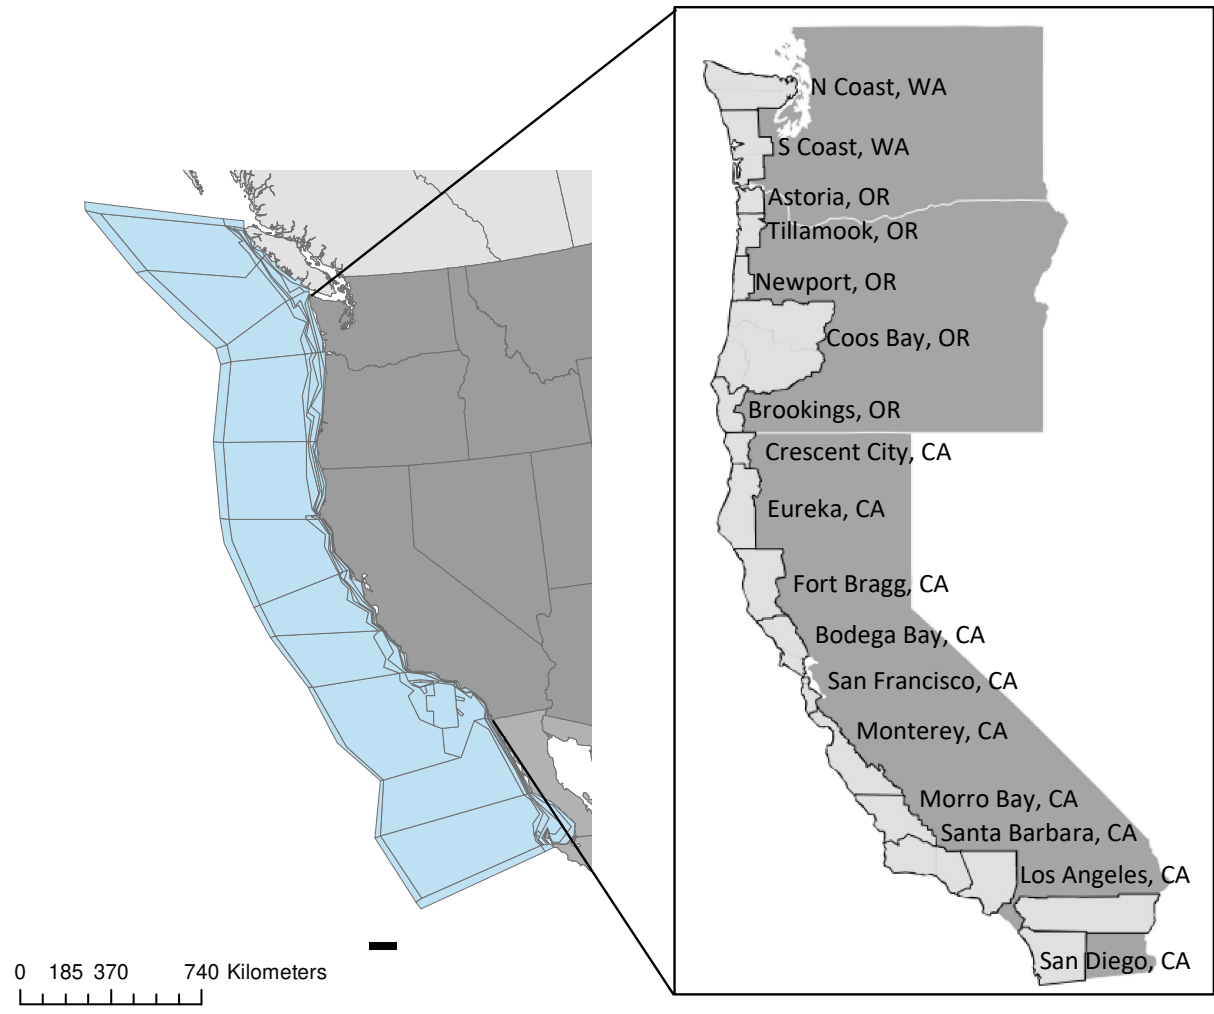 N Coast, WA
S Coast, WA
Astoria, OR
Tillamook, OR
Newport, OR
Coos Bay, OR
Brookings, OR
Crescent City, CA
Eureka, CA
Fort Bragg, CA
Bodega Bay, CA
San Francisco, CA
Monterey, CA
Morro Bay, CA
Santa Barbara, CA
Los Angeles, CA
San Diego, CA
0 185 370 740 Kilometers